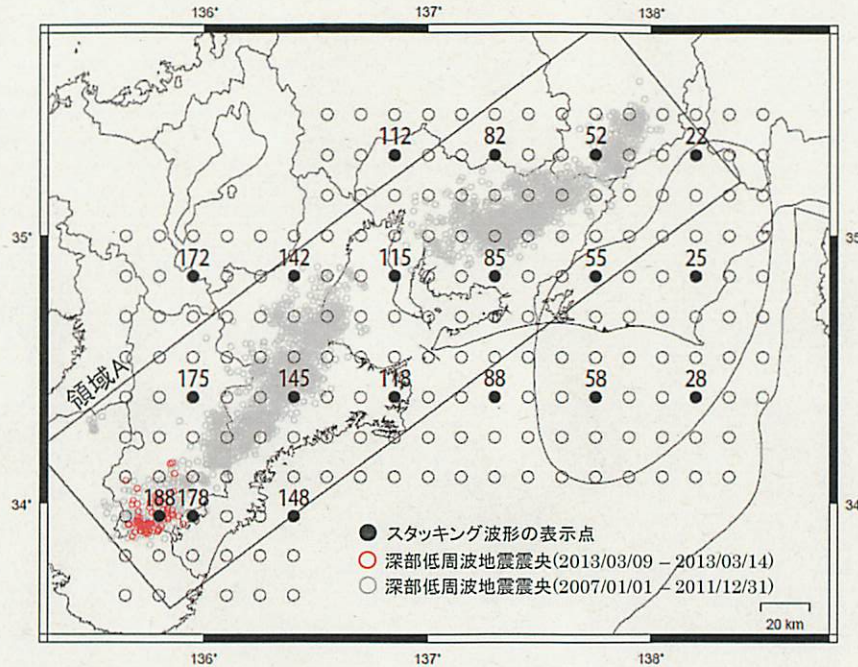 136° 137° 138°
112 82 52 22
35° 35°
172 142 115 85 55 25
領域A
175 145 118 88 58 28
34° 34°
188 178 148
スタッキング波形の表示点
深部低周波地震震央(2013/03/09 – 2013/03/14)
深部低周波地震震央(2007/01/01 – 2011/12/31)
20 km
136° 137° 138°